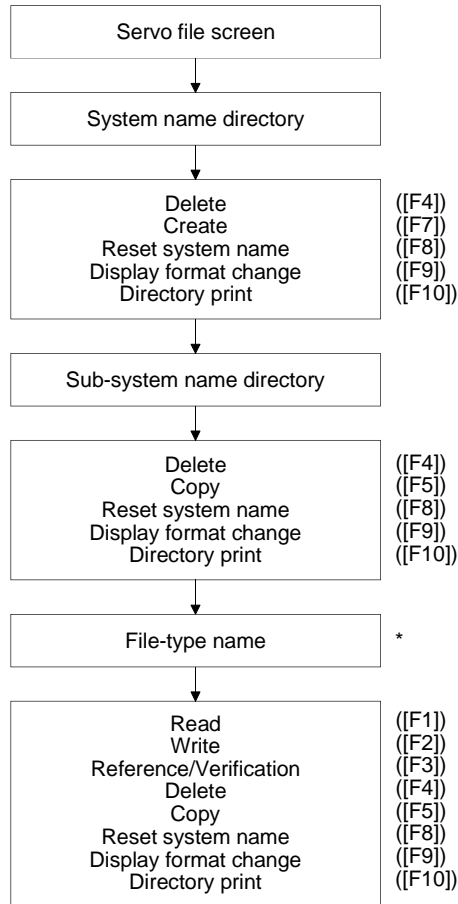 Servo file screen
System name directory
Delete ([F4])
Create ([F7])
Reset system name ([F8])
Display format change ([F9])
Directory print ([F10])
Sub-system name directory
Delete ([F4])
Copy ([F5])
Reset system name ([F8])
Display format change ([F9])
Directory print ([F10])
File-type name *
Read ([F1])
Write ([F2])
Reference/Verification ([F3])
Delete ([F4])
Copy ([F5])
Reset system name ([F8])
Display format change ([F9])
Directory print ([F10])